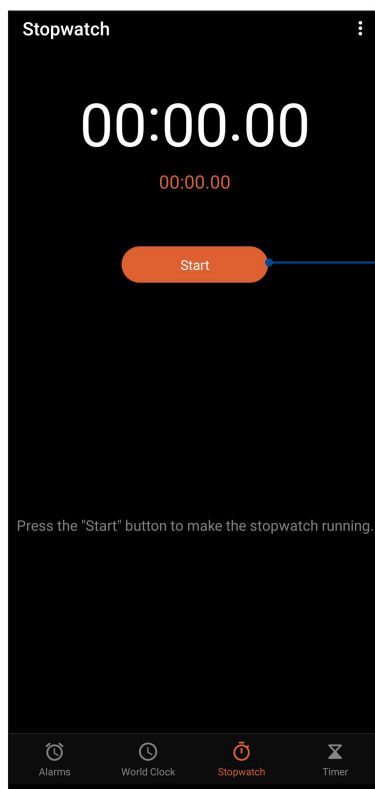 Stopwatch
00:00.00
00:00.00
Start
Press the "Start" button to make the stopwatch running.
Alarms
World Clock
Stopwatch
Timer